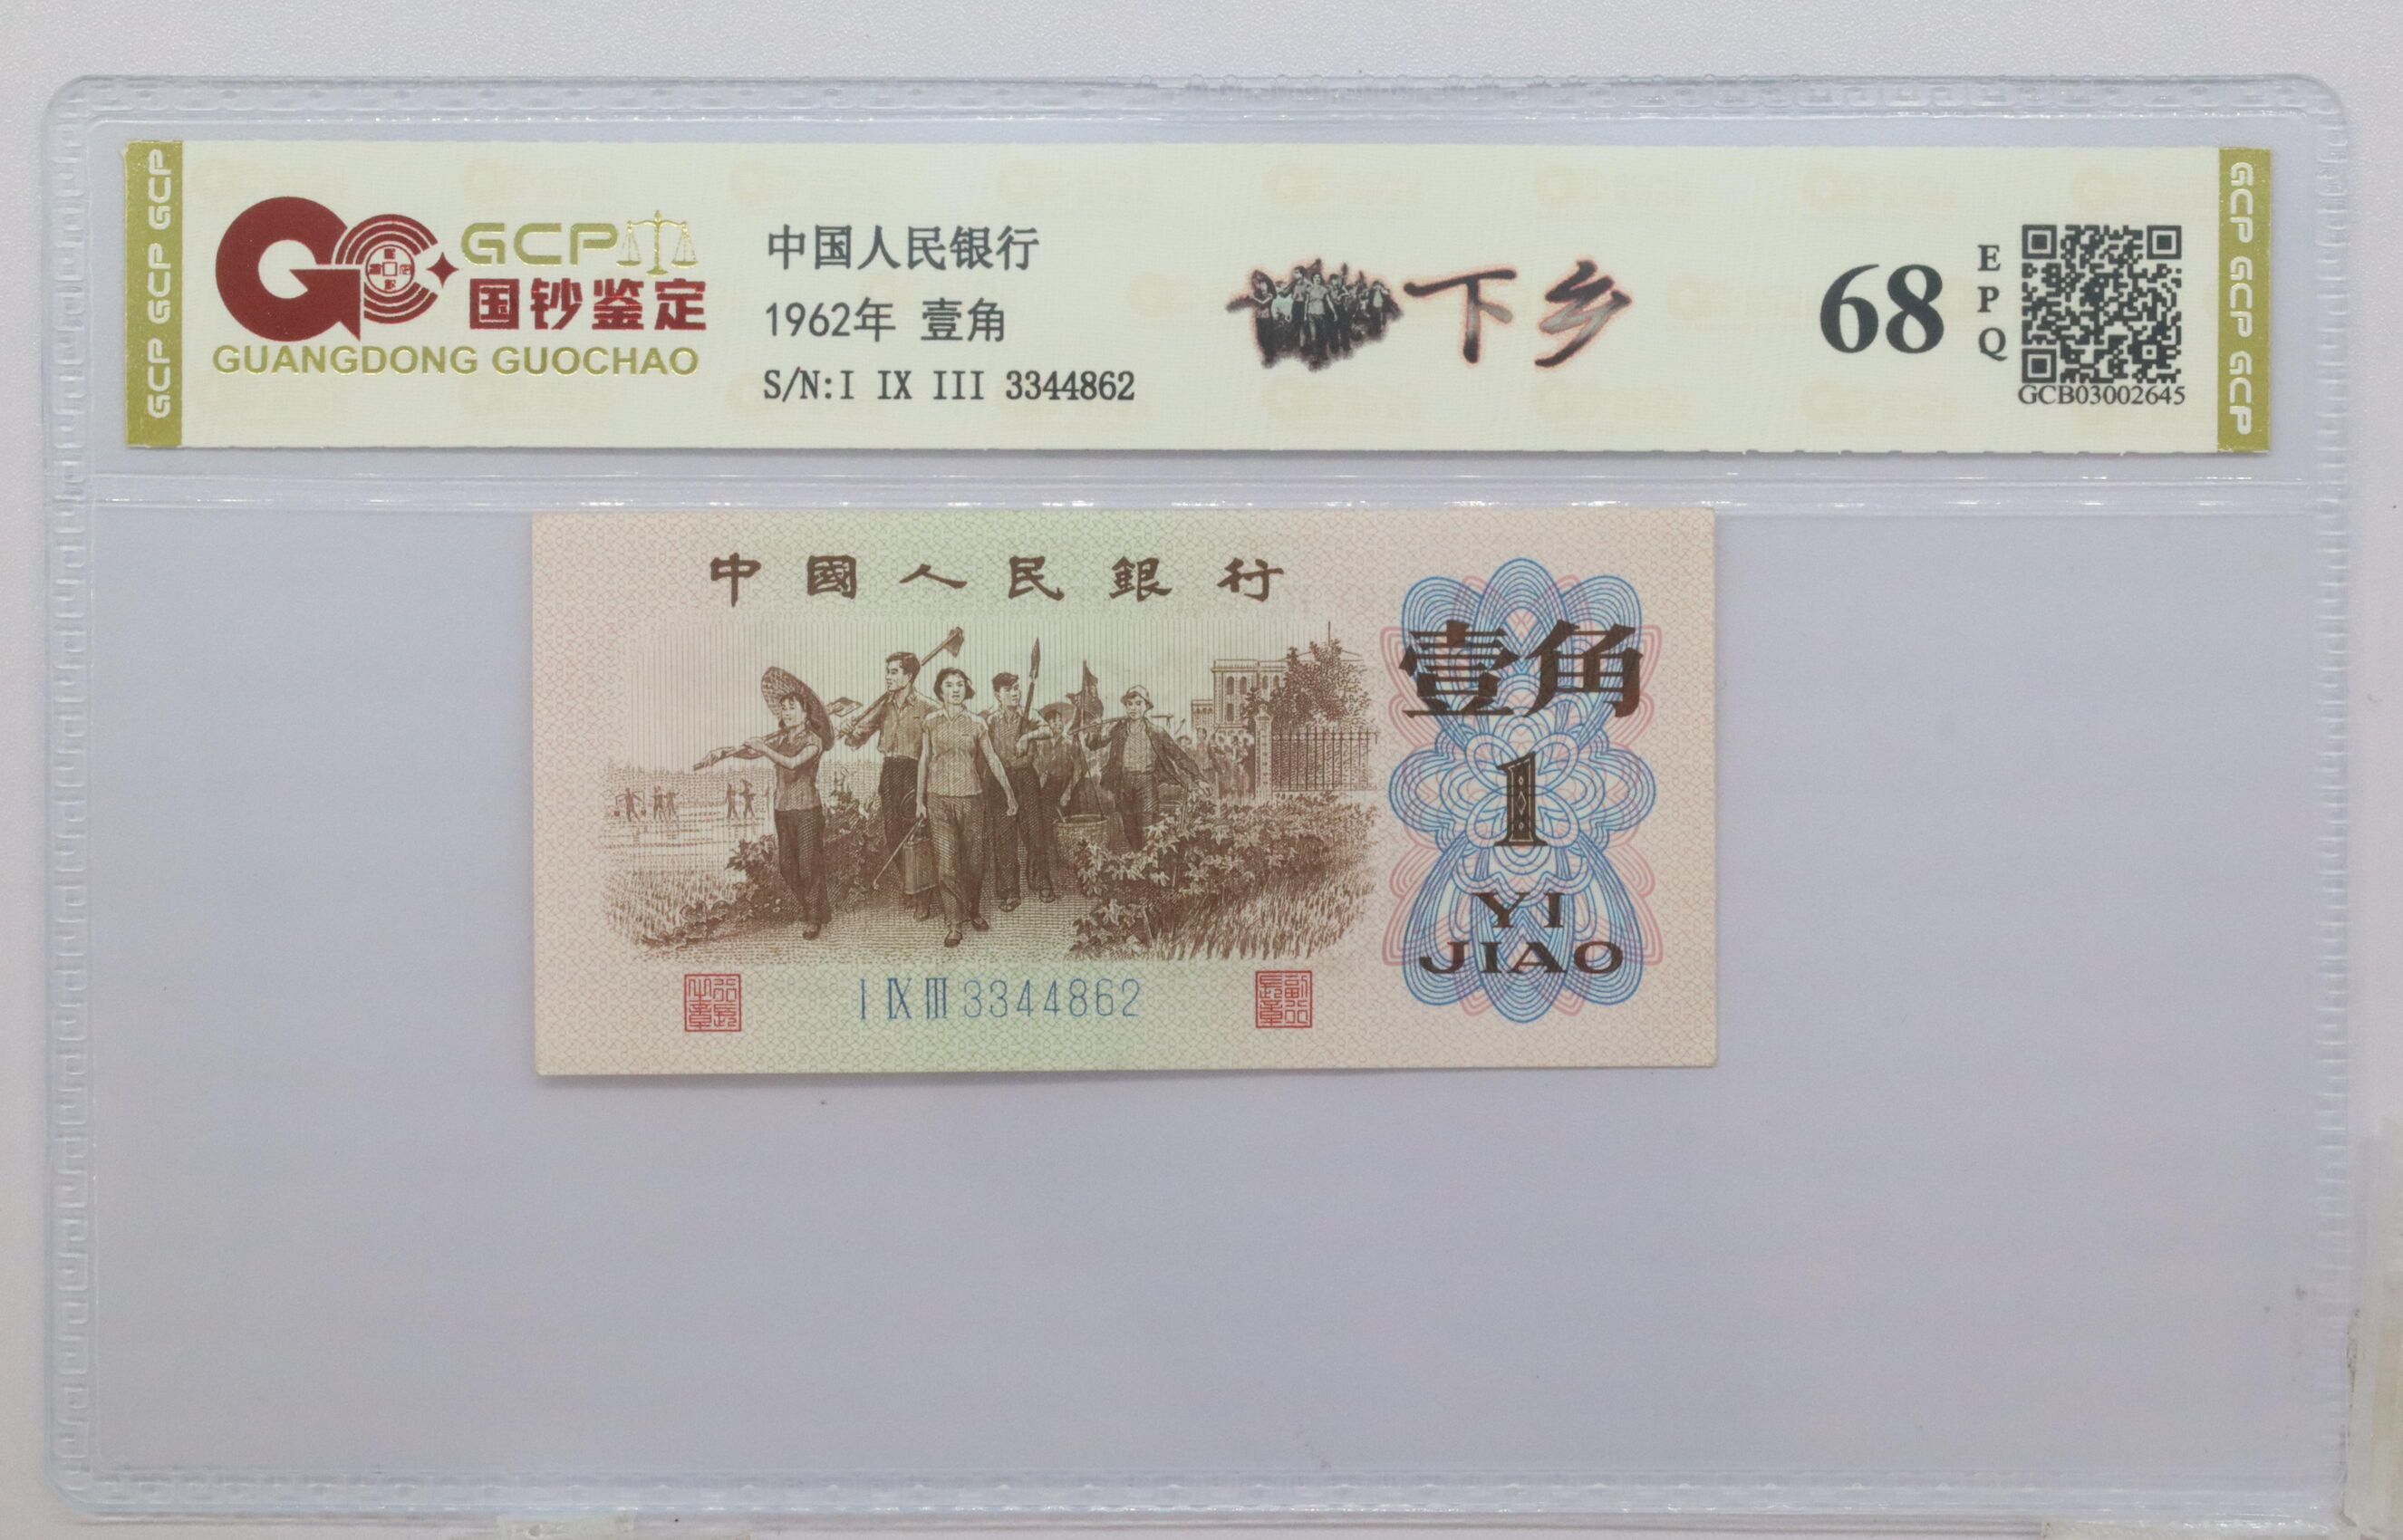 GCP GCP GCP
GCP
国钞鉴定
GUANGDONG GUOCHAO
中国人民银行
1962年 壹角
S/N:I IX III 3344862
下乡
68
EPQ
GCB03002645
GCP GCP GCP
中國人民銀行
壹角
1
YI
JIAO
I IX III 3344862